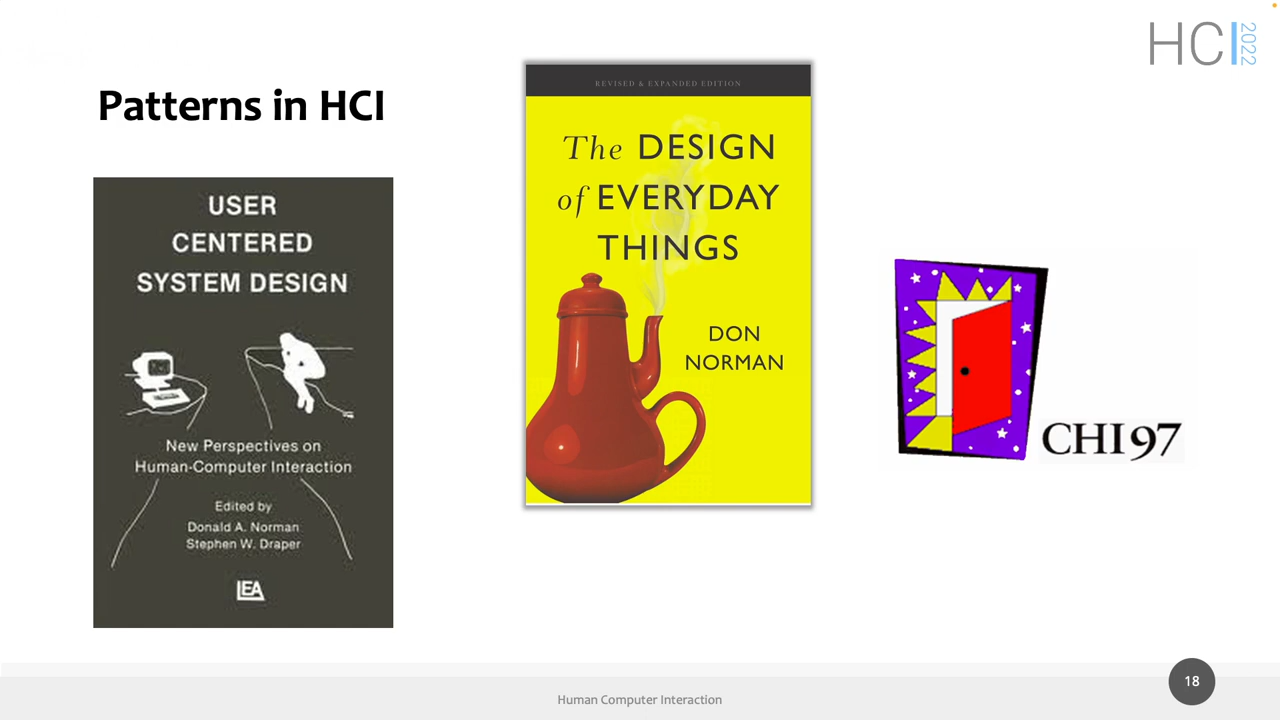 HCI 2022
Patterns in HCI
USER
CENTERED
SYSTEM DESIGN
New Perspectives on
Human-Computer Interaction
Edited by
Donald A. Norman
Stephen W. Draper
LEA
REVISED & EXPANDED EDITION
The DESIGN
of EVERYDAY
THINGS
DON
NORMAN
CHI 97
Human Computer Interaction
18